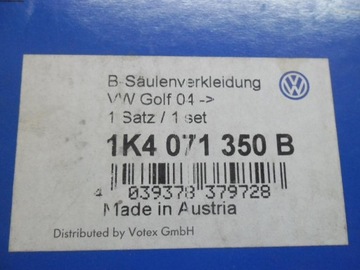 B-Säulenverkleidung
VW Golf 04->
1 Satz / 1 set
1K4 071 350 B
4 039378 379728
Made in Austria
Distributed by Votex GmbH